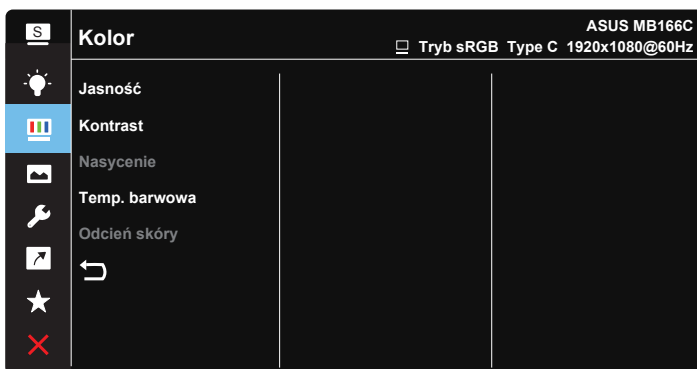 S
Kolor
ASUS MB166C
Tryb sRGB Type C 1920x1080@60Hz
Jasność
Kontrast
Nasycenie
Temp. barwowa
Odcień skóry